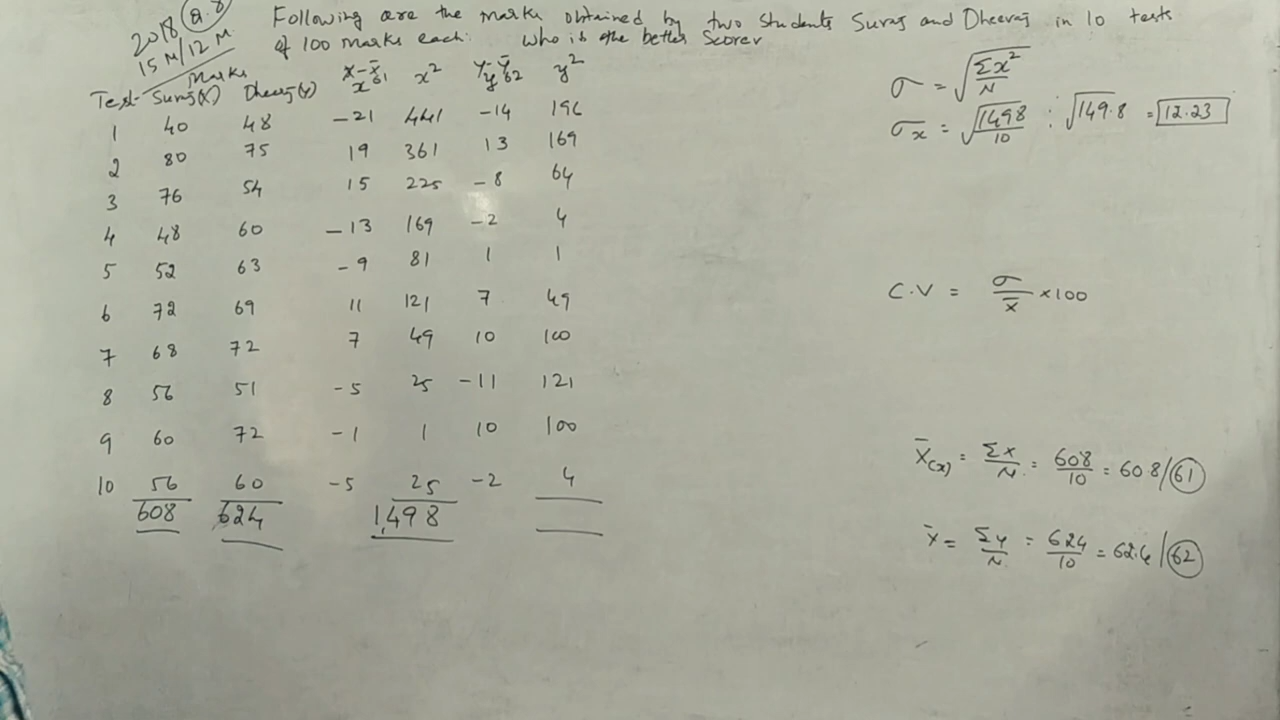 2018 Q.8
15 M/12 M
Following are the marks obtained by two students Suraj and Dheeraj in 10 tests
of 100 marks each. Who is the better Scorer
Marks
Test Suraj(X) Dheeraj(Y) X-X̄ 61 x x² Y-Ȳ 62 y y²
1 40 48 -21 441 -14 196
2 80 75 19 361 13 169
3 76 54 15 225 -8 64
4 48 60 -13 169 -2 4
5 52 63 -9 81 1 1
6 72 69 11 121 7 49
7 68 72 7 49 10 100
8 56 51 -5 25 -11 121
9 60 72 -1 1 10 100
10 56 60 -5 25 -2 4
608 624 1,498
σ = √Σx²/N
σx = √1498/10 : √149.8 = 12.23
C.V = σ/x̄ ×100
X̄(x) = Σx/N = 608/10 = 60.8/61
Ȳ = Σy/N = 624/10 = 62.4/62